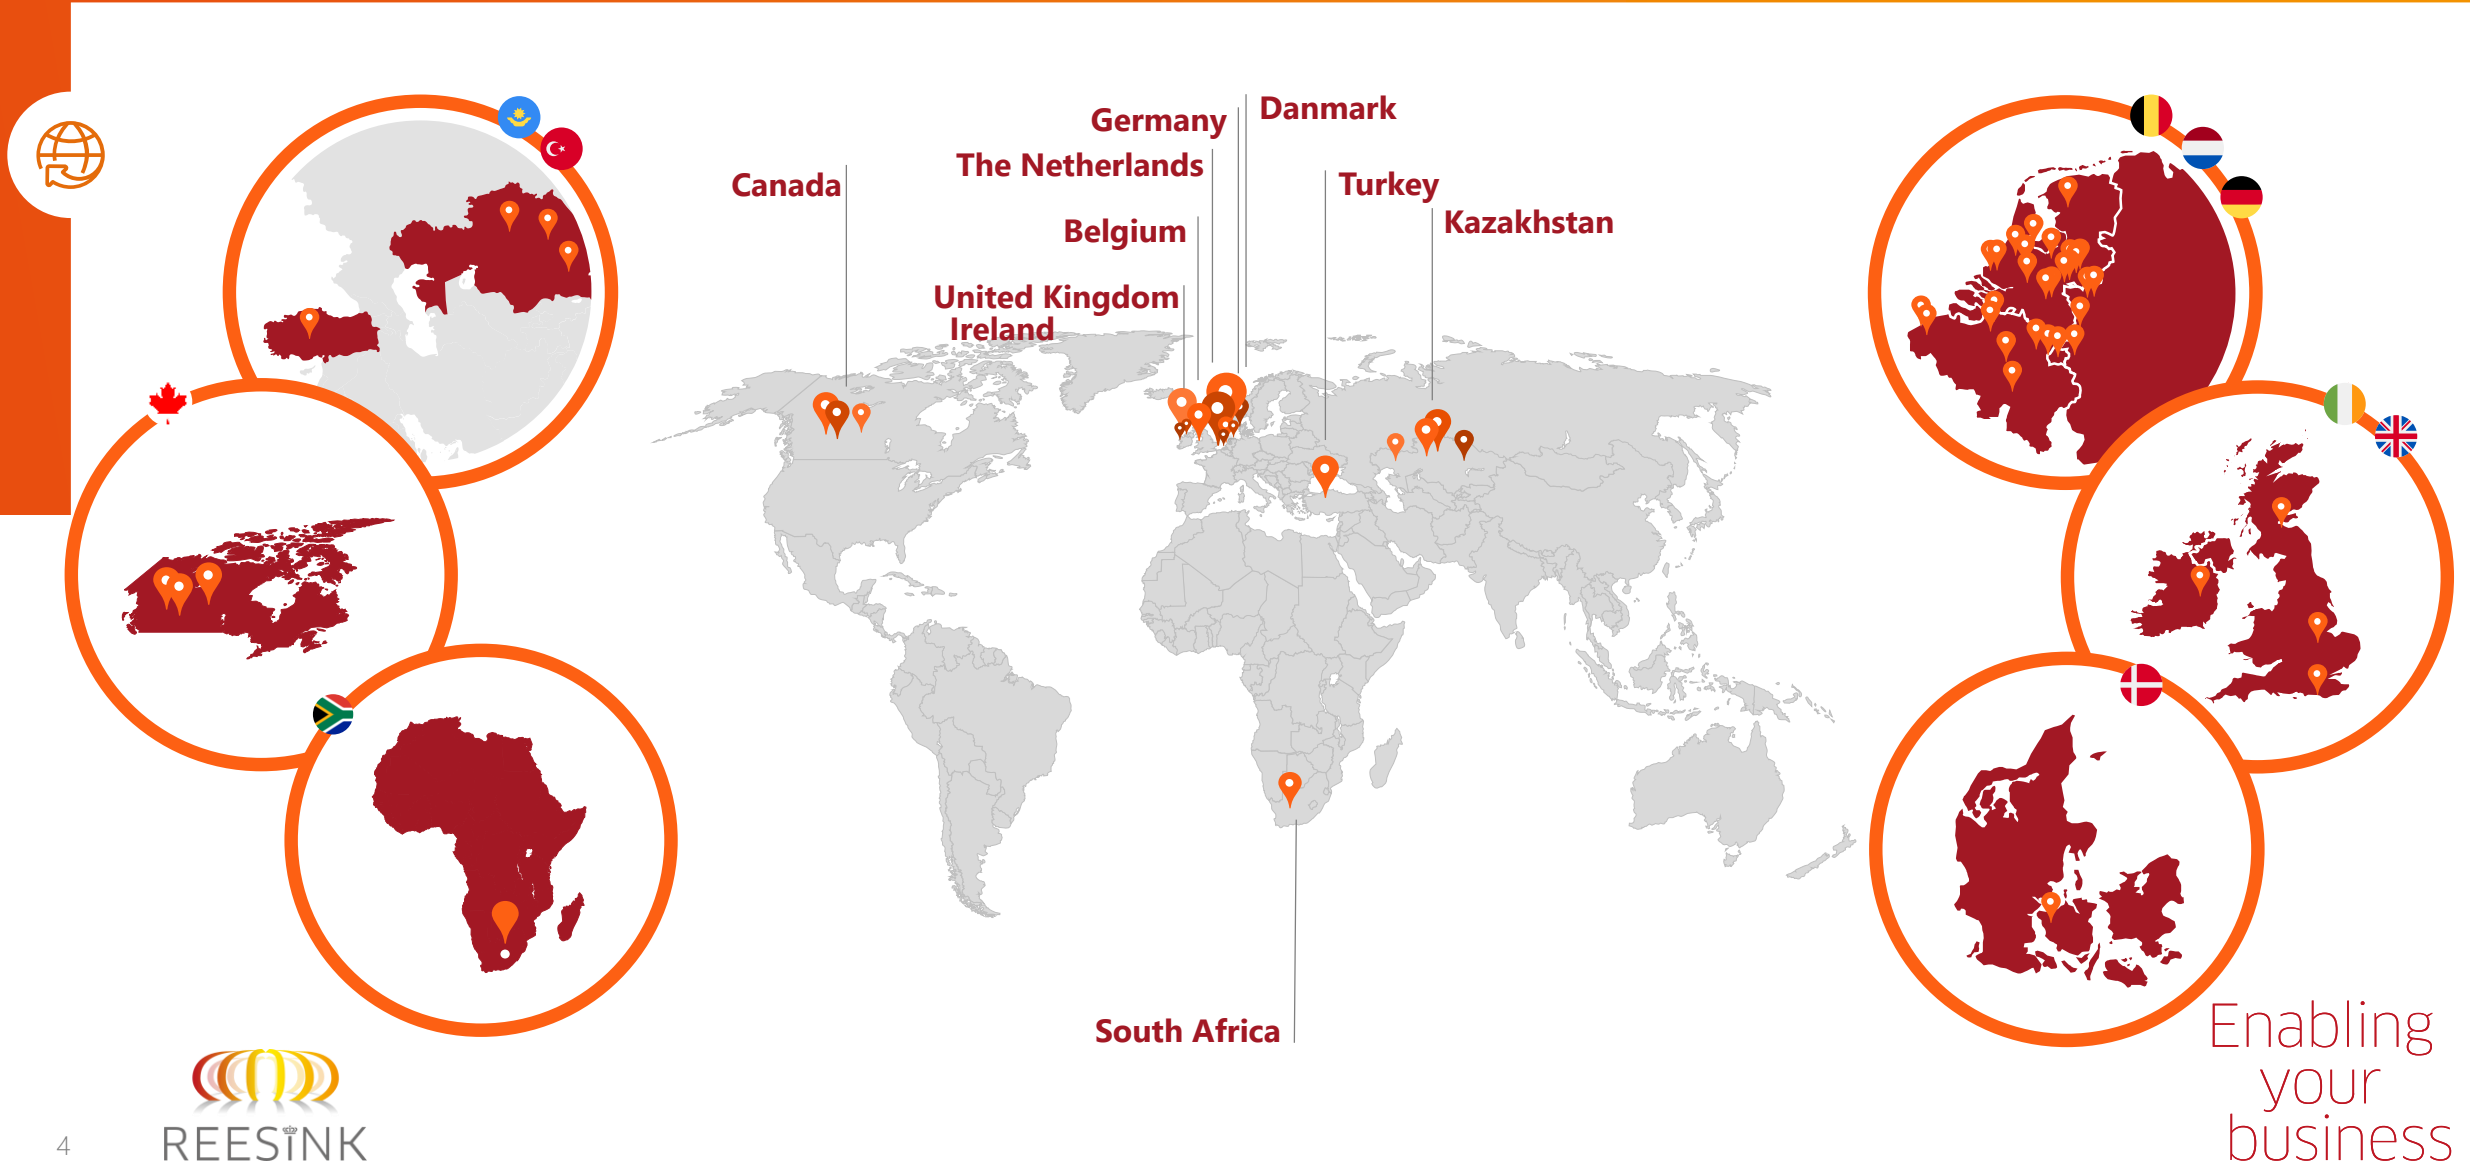 Danmark
Germany
The Netherlands
Canada
Turkey
Kazakhstan
Belgium
United Kingdom
Ireland
South Africa
Enabling
your
business
4
REESINK